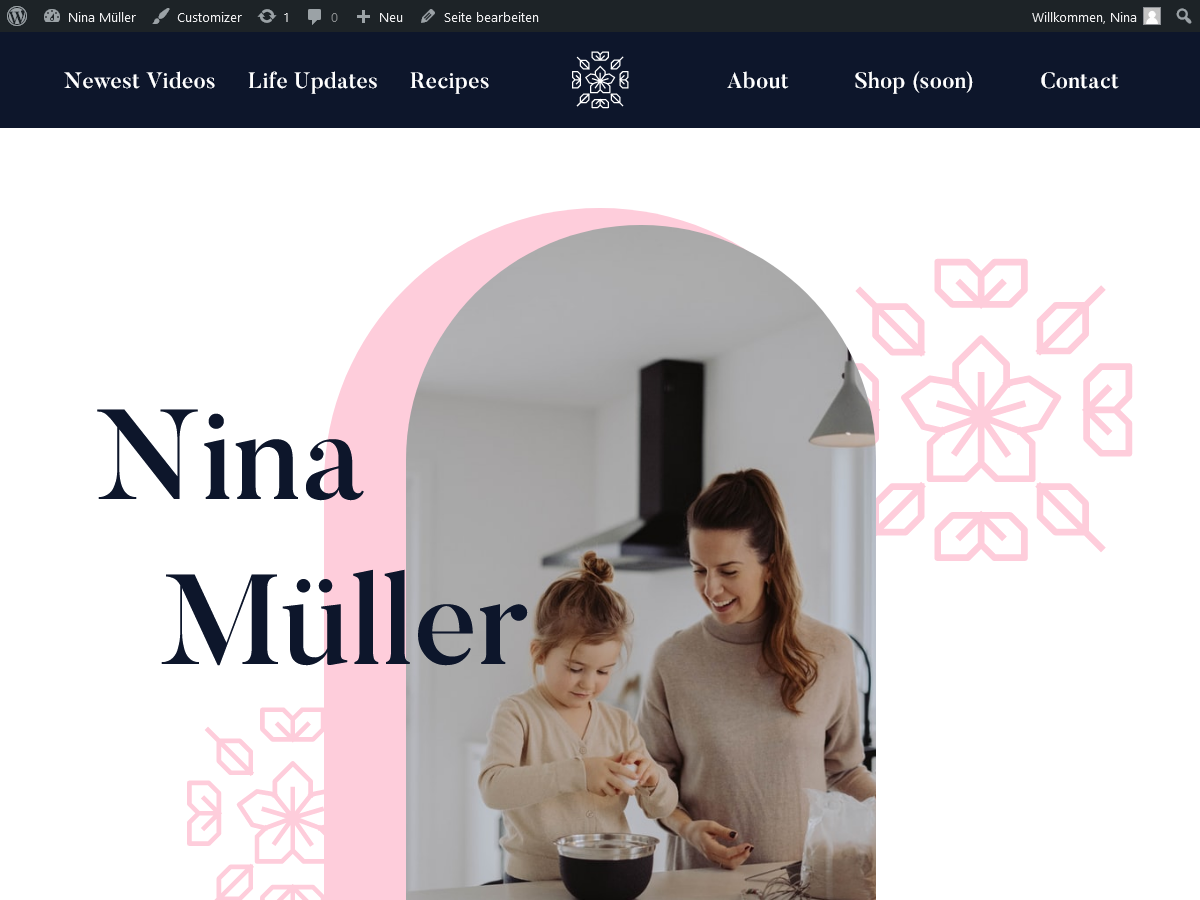 Nina Müller Customizer 1 0 Neu Seite bearbeiten Willkommen, Nina
Newest Videos Life Updates Recipes About Shop (soon) Contact
Nina
Müller